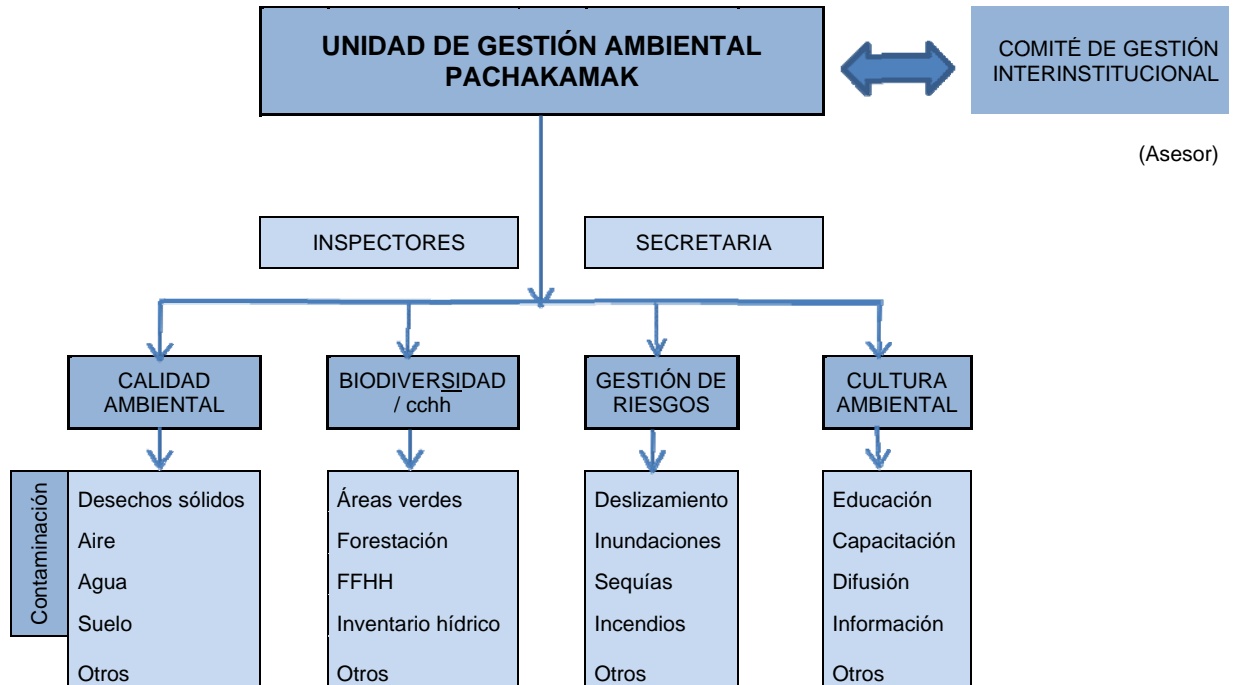 UNIDAD DE GESTIÓN AMBIENTAL
PACHAKAMAK
COMITÉ DE GESTIÓN
INTERINSTITUCIONAL
(Asesor)
INSPECTORES
SECRETARIA
CALIDAD
AMBIENTAL
BIODIVERSIDAD
/ cchh
GESTIÓN DE
RIESGOS
CULTURA
AMBIENTAL
Contaminación
Desechos sólidos
Aire
Agua
Suelo
Otros
Áreas verdes
Forestación
FFHH
Inventario hídrico
Otros
Deslizamiento
Inundaciones
Sequías
Incendios
Otros
Educación
Capacitación
Difusión
Información
Otros